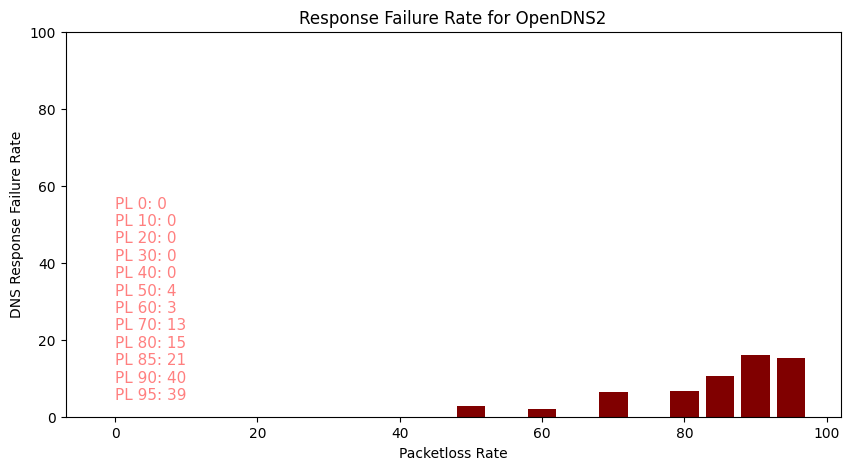 Response Failure Rate for OpenDNS2
100
80
60
40
20
0
DNS Response Failure Rate
PL 0: 0
PL 10: 0
PL 20: 0
PL 30: 0
PL 40: 0
PL 50: 4
PL 60: 3
PL 70: 13
PL 80: 15
PL 85: 21
PL 90: 40
PL 95: 39
0 20 40 60 80 100
Packetloss Rate